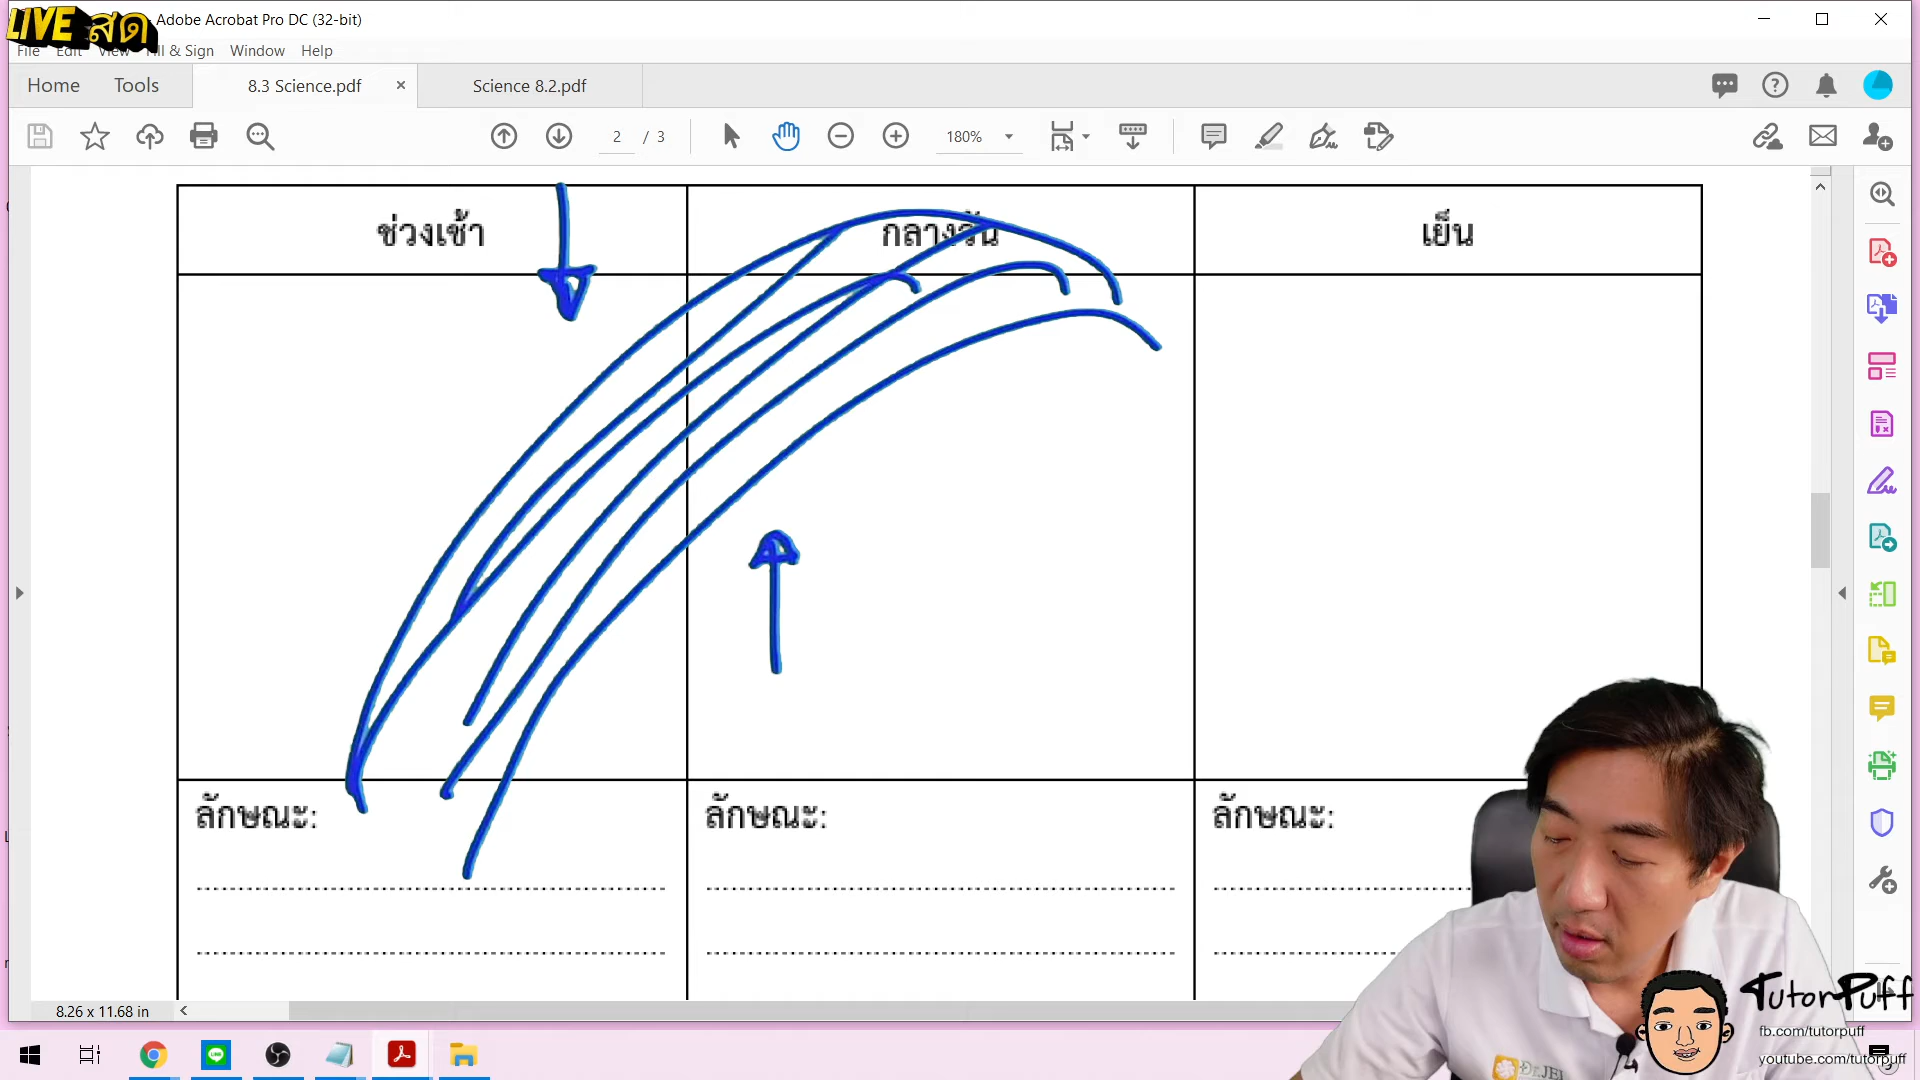 LIVE สด
Adobe Acrobat Pro DC (32-bit)
File Edit View Fill & Sign Window Help
Home Tools 8.3 Science.pdf Science 8.2.pdf
2 / 3 180%
ช่วงเช้า กลางวัน เย็น
ลักษณะ: ลักษณะ: ลักษณะ:
8.26 x 11.68 in
TutorPuff
fb.com/tutorpuff
youtube.com/tutorpuff